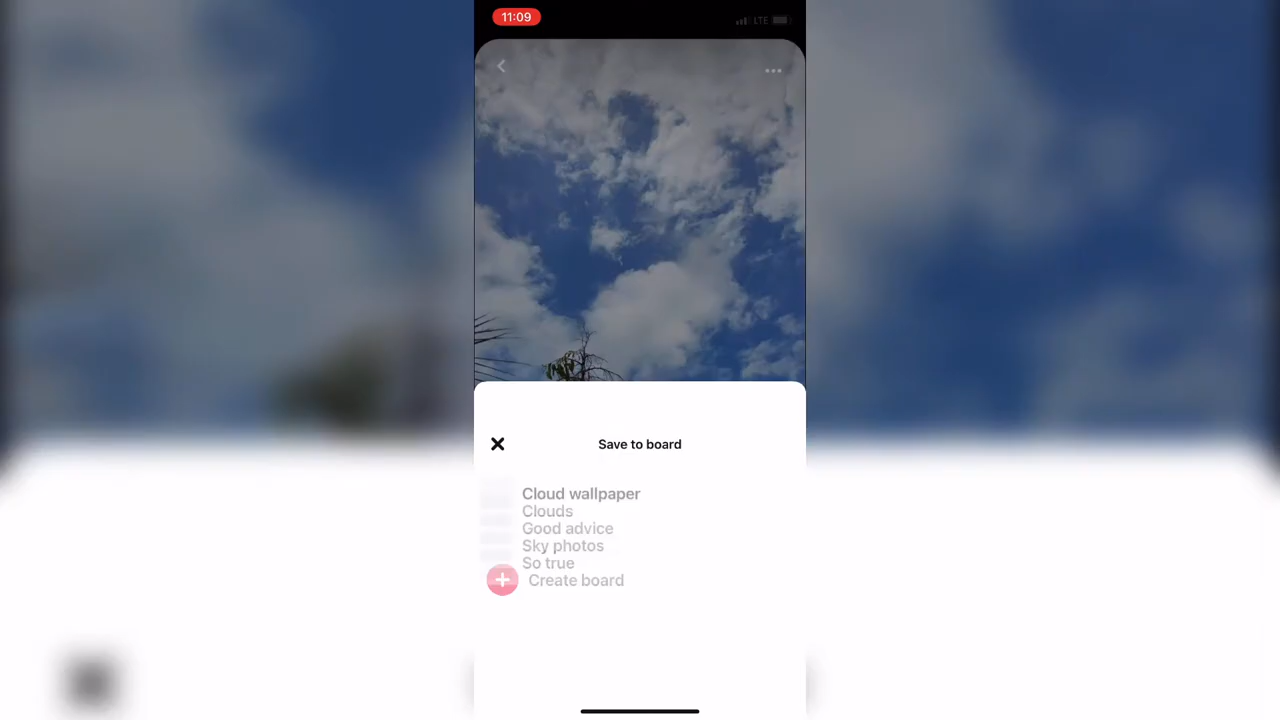 11:09
LTE
Save to board
Cloud wallpaper
Clouds
Good advice
Sky photos
So true
Create board